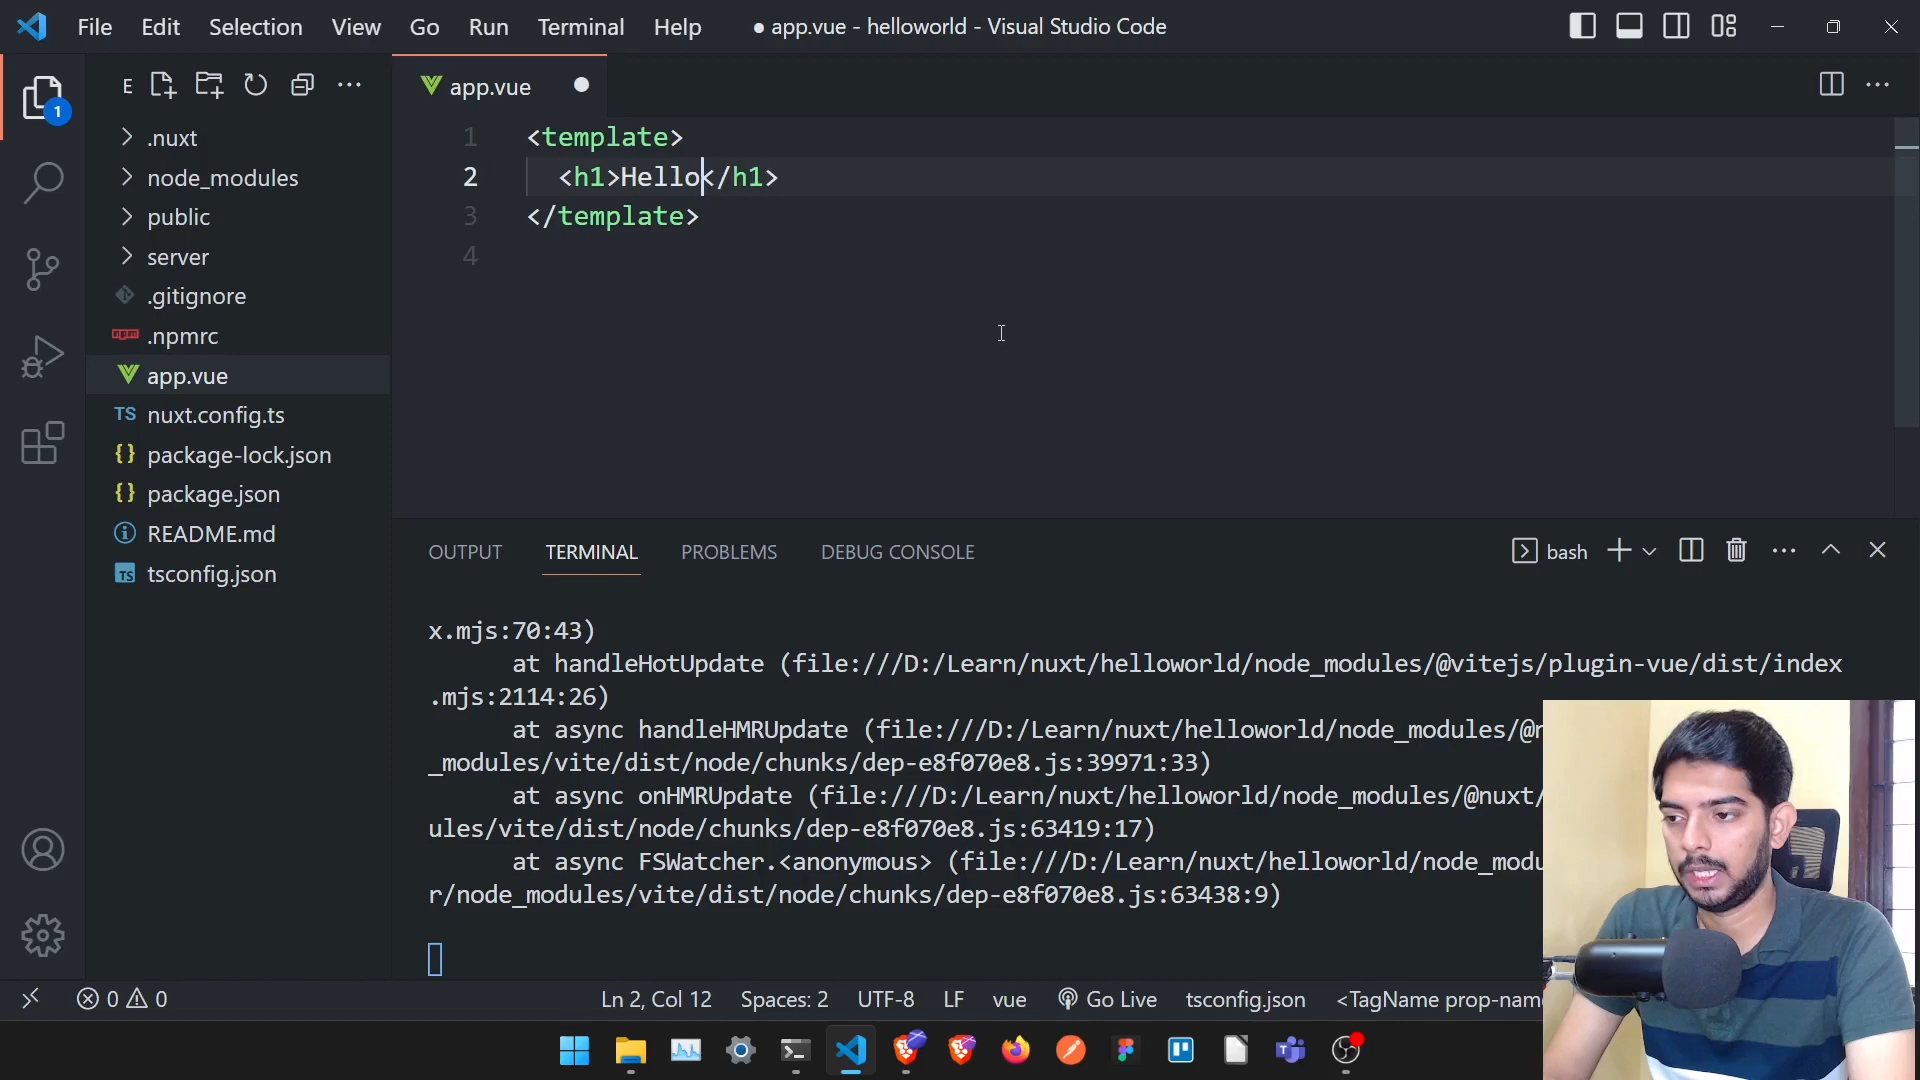 File Edit Selection View Go Run Terminal Help
● app.vue - helloworld - Visual Studio Code
1
E
app.vue
.nuxt
node_modules
public
server
.gitignore
.npmrc
app.vue
TS nuxt.config.ts
{} package-lock.json
{} package.json
README.md
TS tsconfig.json
1 <template>
2 <h1>Hello</h1>
3 </template>
4
OUTPUT TERMINAL PROBLEMS DEBUG CONSOLE
bash
x.mjs:70:43)
at handleHotUpdate (file:///D:/Learn/nuxt/helloworld/node_modules/@vitejs/plugin-vue/dist/index
.mjs:2114:26)
at async handleHMRUpdate (file:///D:/Learn/nuxt/helloworld/node_modules/@n
_modules/vite/dist/node/chunks/dep-e8f070e8.js:39971:33)
at async onHMRUpdate (file:///D:/Learn/nuxt/helloworld/node_modules/@nuxt/
ules/vite/dist/node/chunks/dep-e8f070e8.js:63419:17)
at async FSWatcher.<anonymous> (file:///D:/Learn/nuxt/helloworld/node_modu
r/node_modules/vite/dist/node/chunks/dep-e8f070e8.js:63438:9)
0 0 Ln 2, Col 12 Spaces: 2 UTF-8 LF vue Go Live tsconfig.json <TagName prop-nam